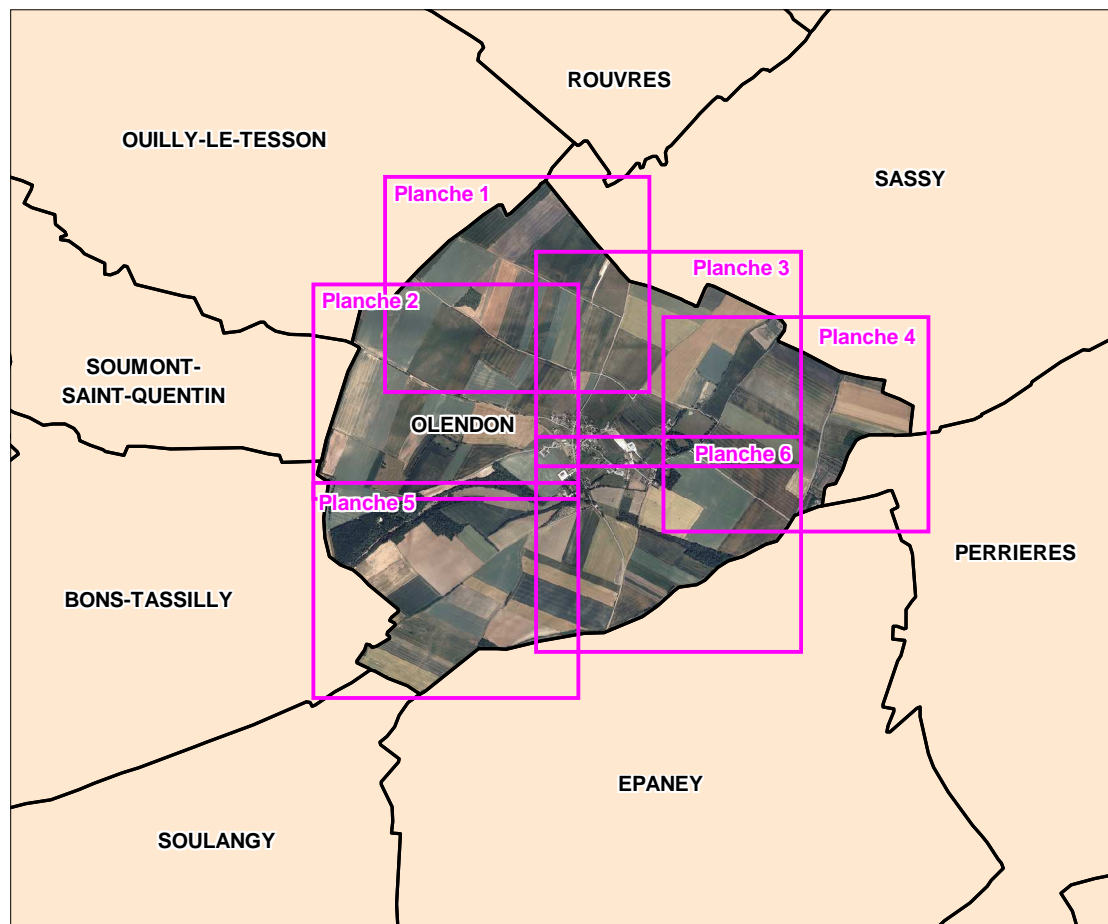 ROUVRES
OUILLY-LE-TESSON
SASSY
Planche 1
Planche 3
Planche 2
Planche 4
SOUMONT-
SAINT-QUENTIN
OLENDON
Planche 6
Planche 5
PERRIERES
BONS-TASSILLY
EPANEY
SOULANGY